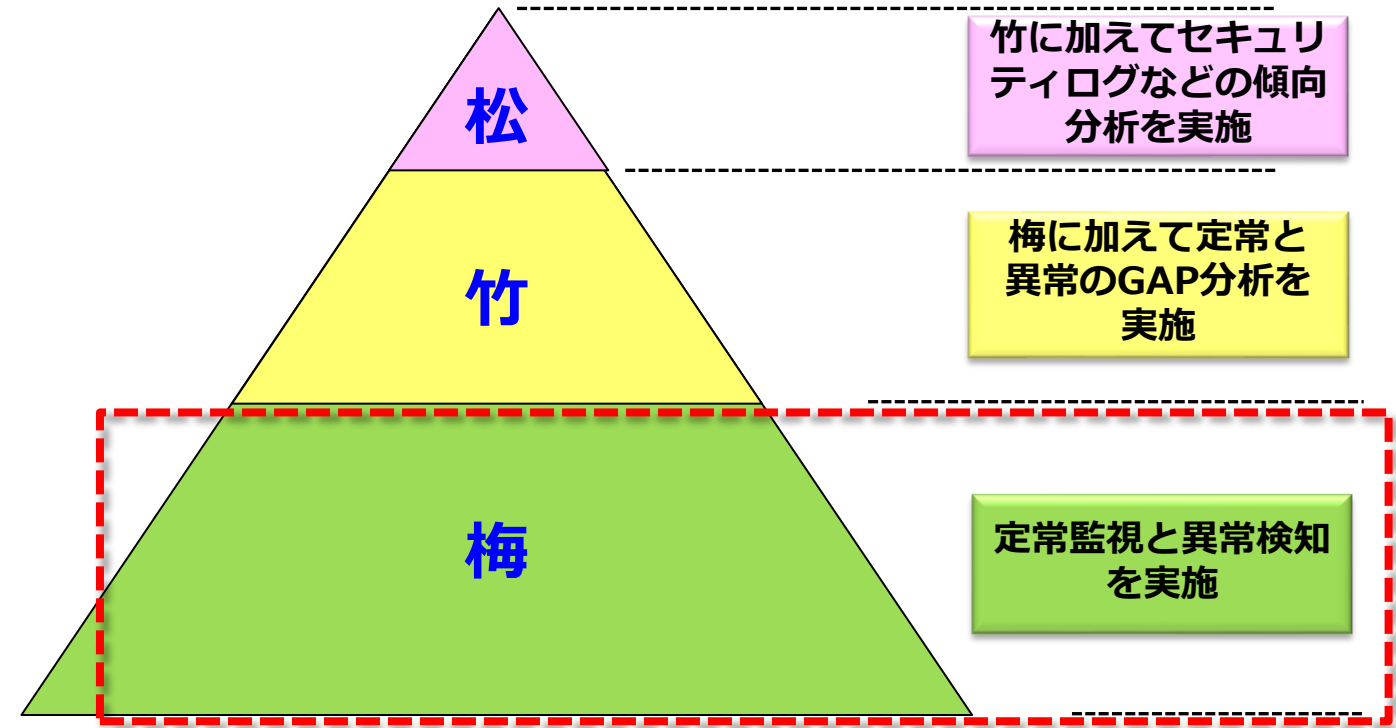 松
竹に加えてセキュリ
ティログなどの傾向
分析を実施
竹
梅に加えて定常と
異常のGAP分析を
実施
梅
定常監視と異常検知
を実施